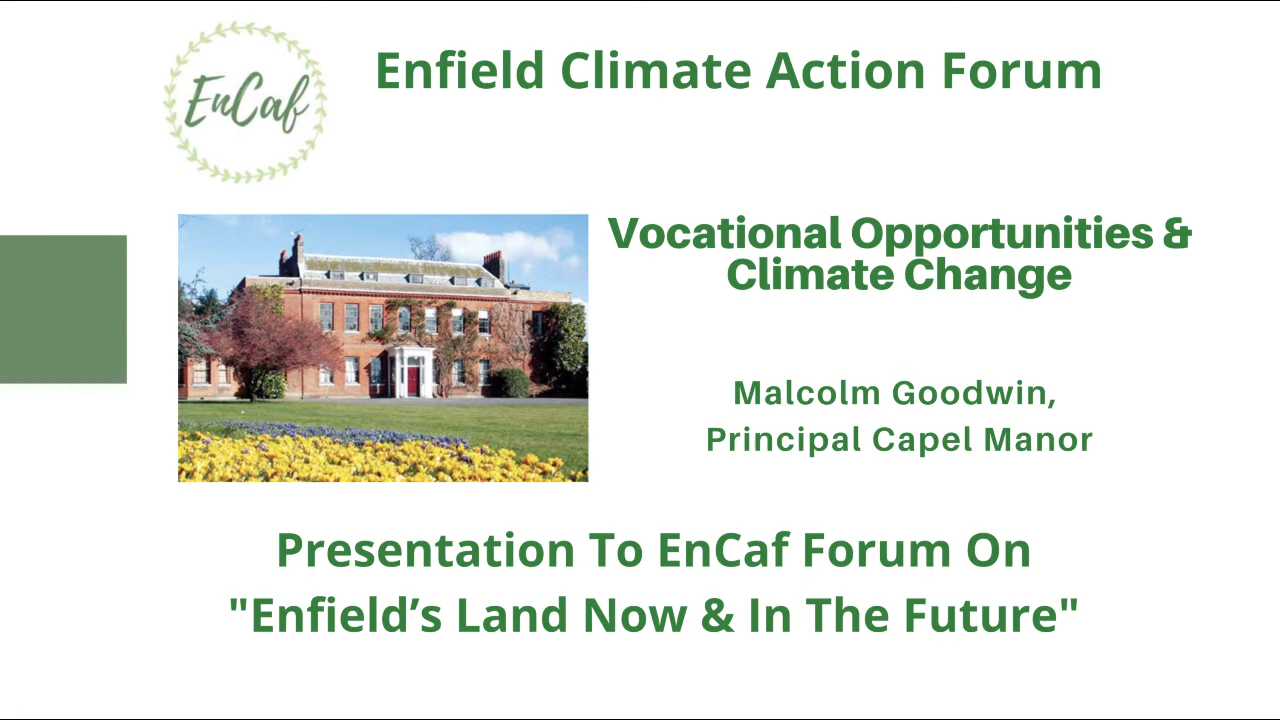 EnCaf
Enfield Climate Action Forum
Vocational Opportunities &
Climate Change
Malcolm Goodwin,
Principal Capel Manor
Presentation To EnCaf Forum On
"Enfield’s Land Now & In The Future"